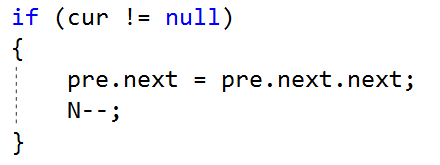 if (cur != null)
{
    pre.next = pre.next.next;
    N--;
}